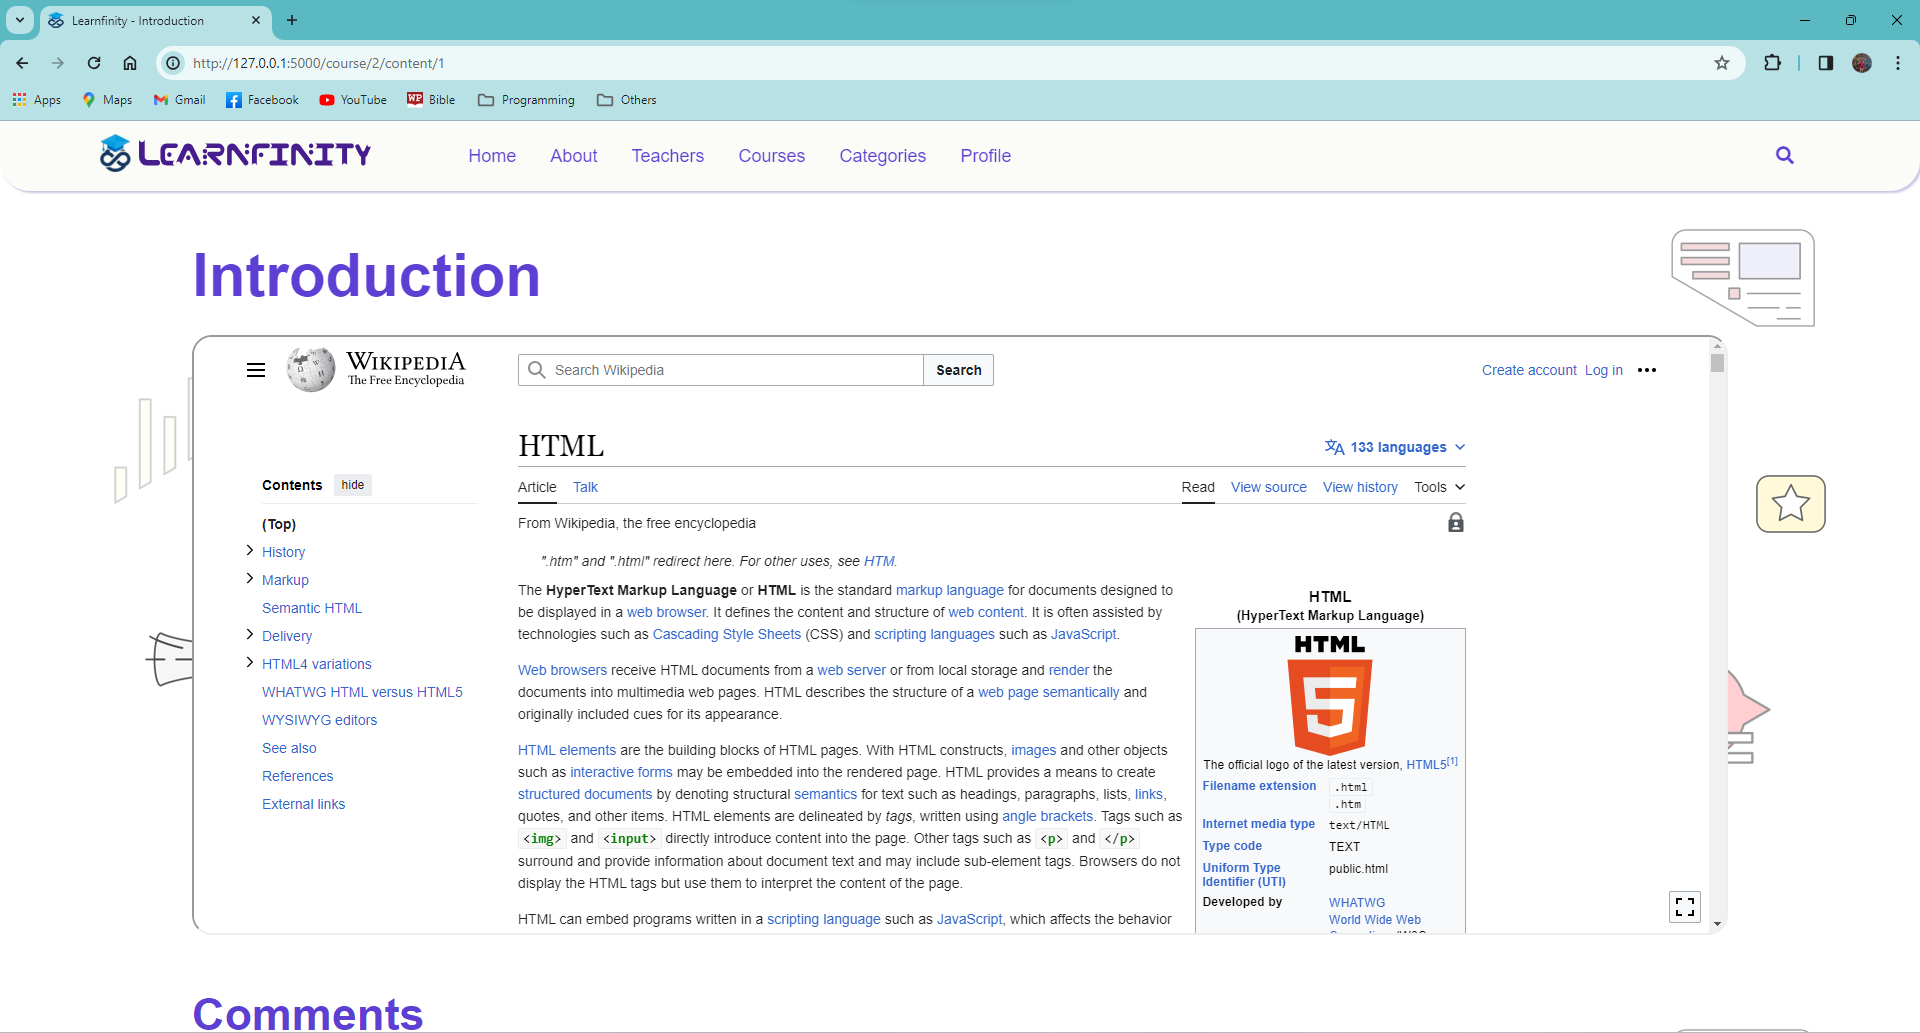 Learnfinity - Introduction
http://127.0.0.1:5000/course/2/content/1
Apps Maps Gmail Facebook YouTube Bible Programming Others
LEARNFINITY Home About Teachers Courses Categories Profile
Introduction
WIKIPEDIA
The Free Encyclopedia
Search Wikipedia Search
Create account Log in
HTML
133 languages
Contents hide
(Top)
History
Markup
Semantic HTML
Delivery
HTML4 variations
WHATWG HTML versus HTML5
WYSIWYG editors
See also
References
External links
Article Talk Read View source View history Tools
From Wikipedia, the free encyclopedia
".htm" and ".html" redirect here. For other uses, see HTM.
The HyperText Markup Language or HTML is the standard markup language for documents designed to
be displayed in a web browser. It defines the content and structure of web content. It is often assisted by
technologies such as Cascading Style Sheets (CSS) and scripting languages such as JavaScript.
Web browsers receive HTML documents from a web server or from local storage and render the
documents into multimedia web pages. HTML describes the structure of a web page semantically and
originally included cues for its appearance.
HTML elements are the building blocks of HTML pages. With HTML constructs, images and other objects
such as interactive forms may be embedded into the rendered page. HTML provides a means to create
structured documents by denoting structural semantics for text such as headings, paragraphs, lists, links,
quotes, and other items. HTML elements are delineated by tags, written using angle brackets. Tags such as
<img> and <input> directly introduce content into the page. Other tags such as <p> and </p>
surround and provide information about document text and may include sub-element tags. Browsers do not
display the HTML tags but use them to interpret the content of the page.
HTML can embed programs written in a scripting language such as JavaScript, which affects the behavior
HTML
(HyperText Markup Language)
HTML
5
The official logo of the latest version, HTML5[1]
Filename extension .html
.htm
Internet media type text/HTML
Type code TEXT
Uniform Type public.html
Identifier (UTI)
Developed by WHATWG
World Wide Web
Comments